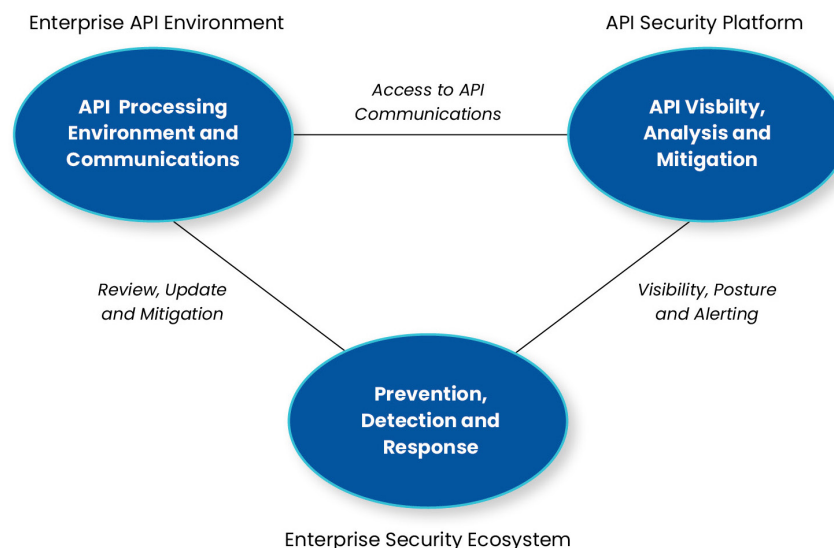 Enterprise API Environment
API Security Platform
API Processing
Environment and
Communications
Access to API
Communications
API Visbilty,
Analysis and
Mitigation
Review, Update
and Mitigation
Visibility, Posture
and Alerting
Prevention,
Detection and
Response
Enterprise Security Ecosystem